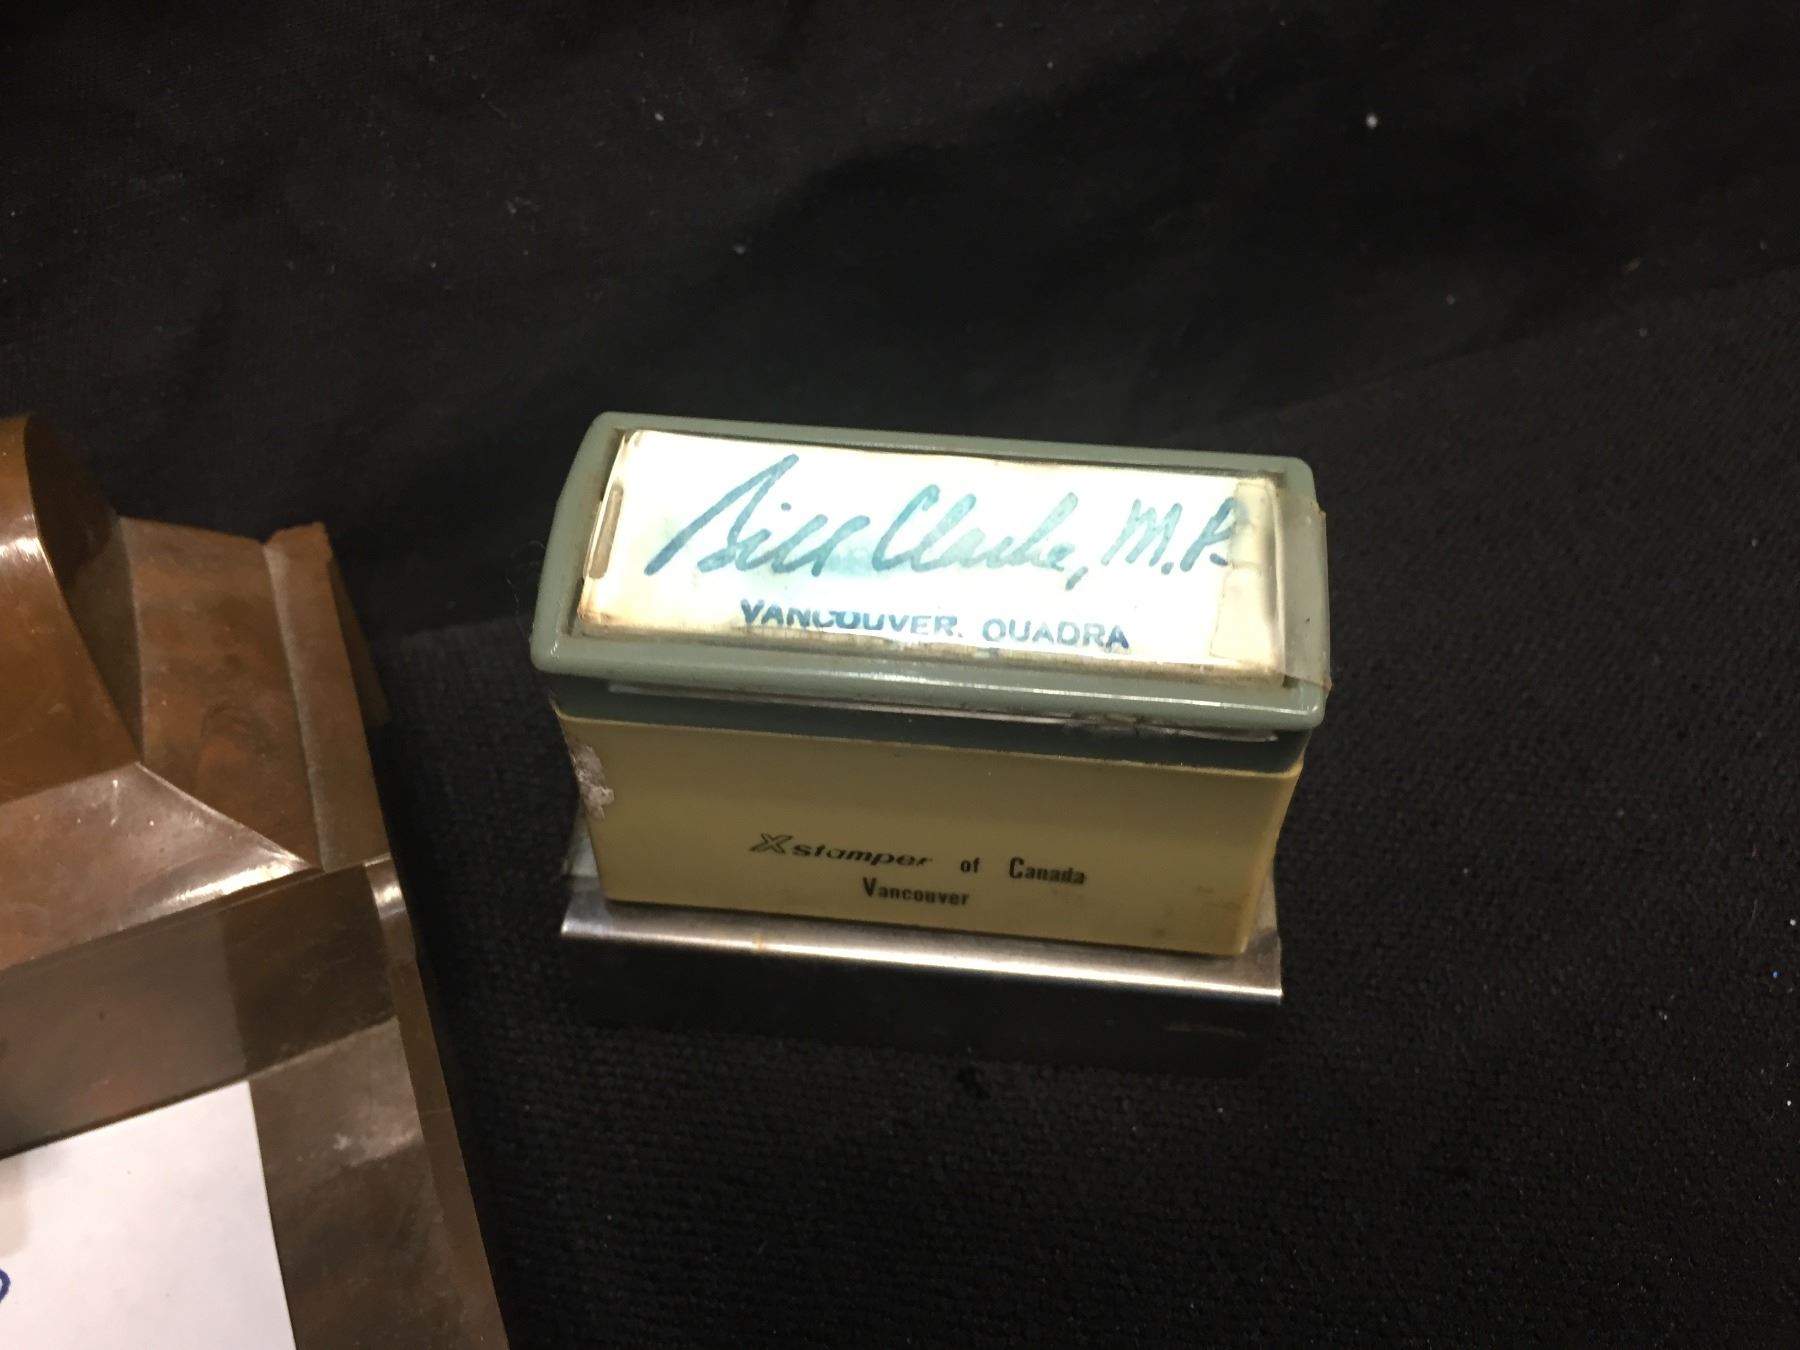 Bill Clarke, M.P.
VANCOUVER. QUADRA
Xstamper of Canada
Vancouver